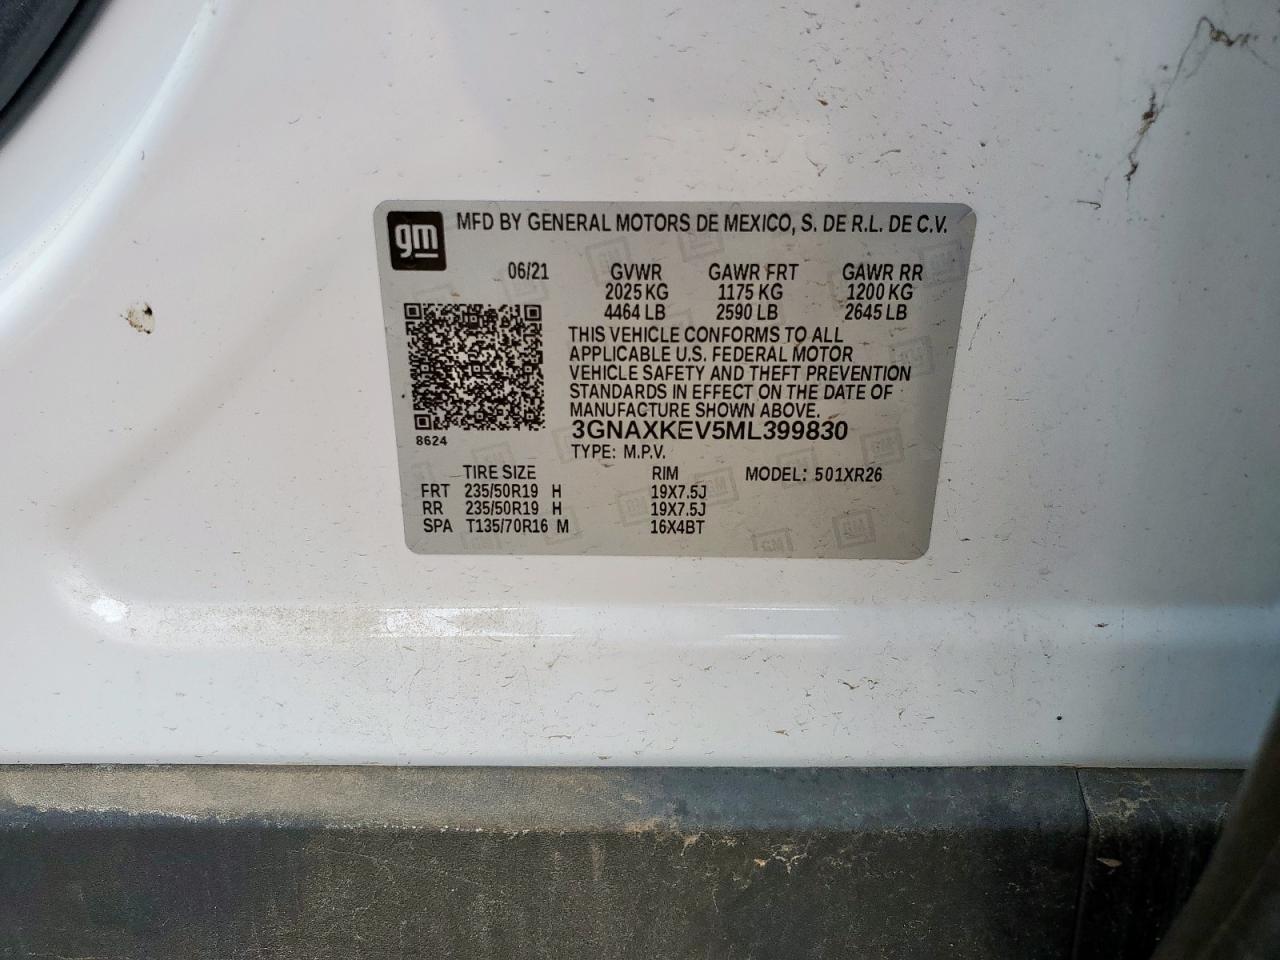 gm
MFD BY GENERAL MOTORS DE MEXICO, S. DE R.L. DE C.V.
06/21 GVWR GAWR FRT GAWR RR
2025 KG 1175 KG 1200 KG
4464 LB 2590 LB 2645 LB
THIS VEHICLE CONFORMS TO ALL
APPLICABLE U.S. FEDERAL MOTOR
VEHICLE SAFETY AND THEFT PREVENTION
STANDARDS IN EFFECT ON THE DATE OF
MANUFACTURE SHOWN ABOVE.
3GNAXKEV5ML399830
8624
TYPE: M.P.V.
TIRE SIZE RIM MODEL: 501XR26
FRT 235/50R19 H 19X7.5J
RR 235/50R19 H 19X7.5J
SPA T135/70R16 M 16X4BT